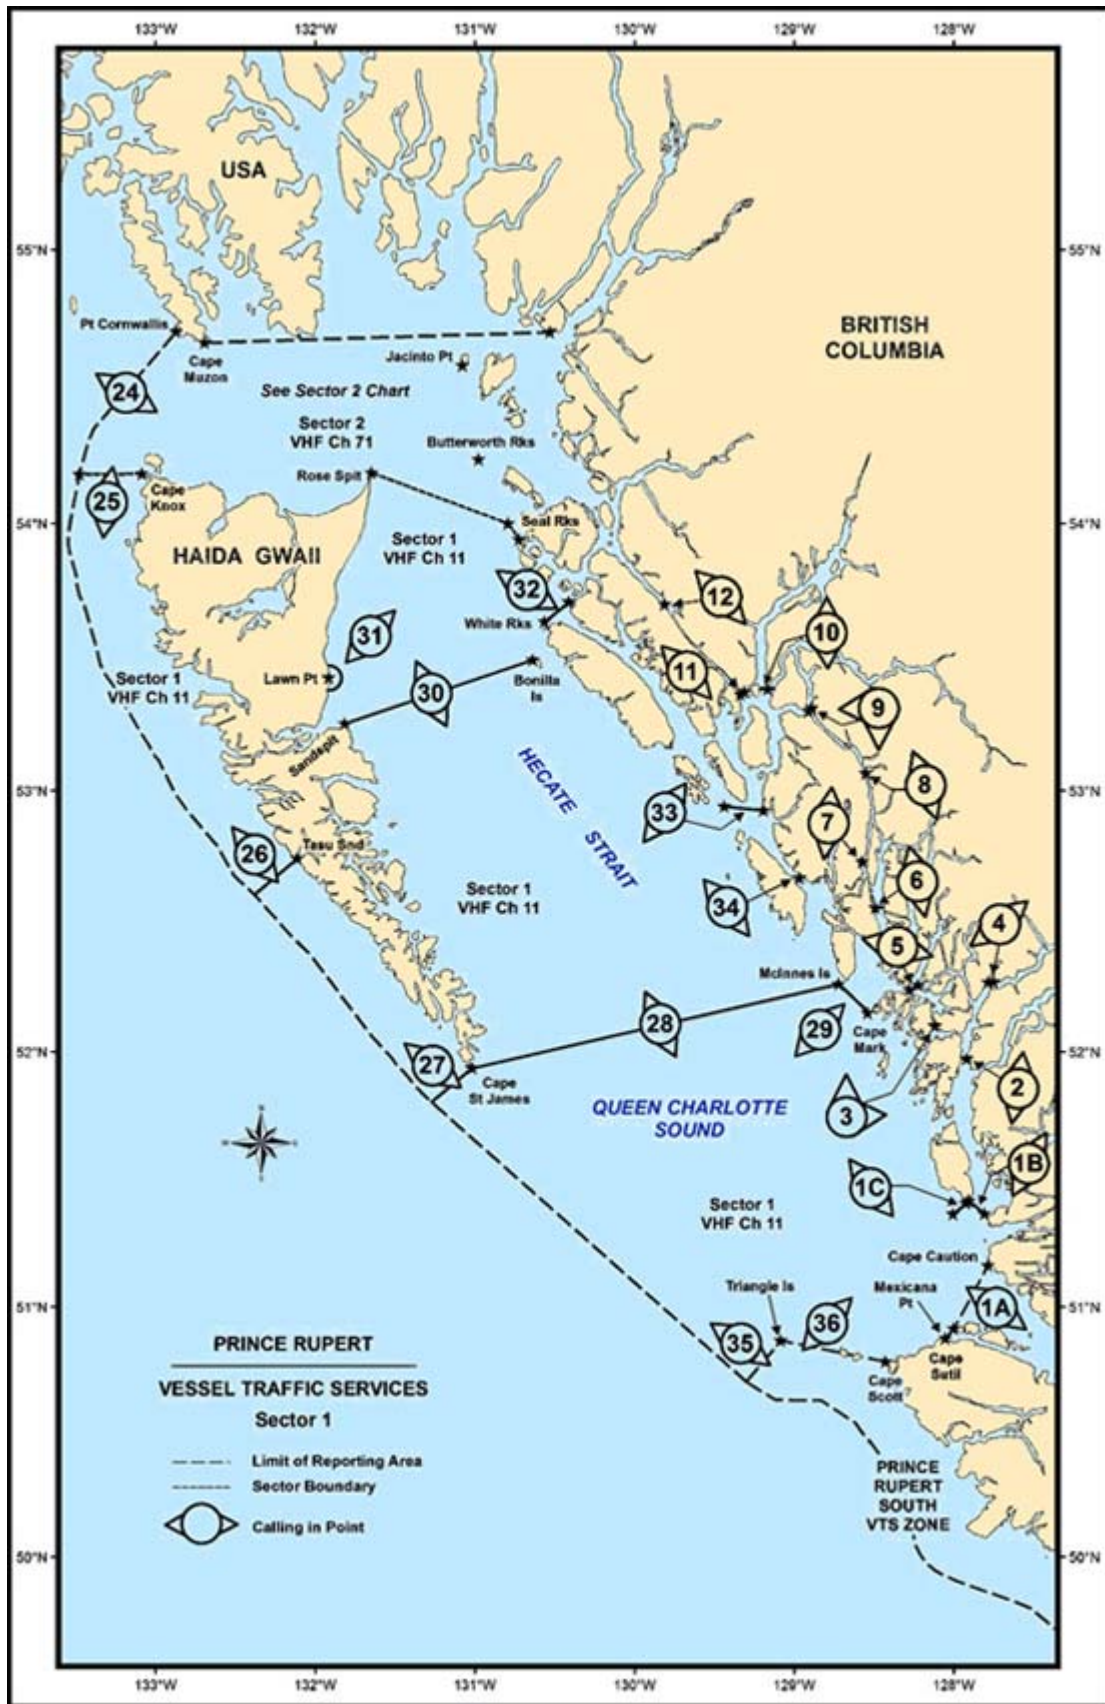 133°W 132°W 131°W 130°W 129°W 128°W
USA
55°N 55°N
Pt Cornwallis
BRITISH
COLUMBIA
Cape
Muzon
Jacinto Pt
24
See Sector 2 Chart
Sector 2
VHF Ch 71
Butterworth Rks
Rose Spit
25
Cape
Knox
54°N 54°N
Seal Rks
HAIDA GWAII
Sector 1
VHF Ch 11
32
12
White Rks
31
10
11
Lawn Pt
Sector 1
VHF Ch 11
30
Bonilla
Is
9
Sandspit
HECATE STRAIT
8
53°N 53°N
33
7
26
Tasu Snd
6
Sector 1
VHF Ch 11
34
4
5
McInnes Is
28
29
Cape
Mark
52°N 52°N
27
Cape
St James
2
3
QUEEN CHARLOTTE
SOUND
N
W E
S
1B
1C
Sector 1
VHF Ch 11
Cape Caution
Triangle Is
Mexicana
Pt
51°N 51°N
1A
36
35
Cape
Sutil
Cape
Scott
PRINCE RUPERT
VESSEL TRAFFIC SERVICES
Sector 1
Limit of Reporting Area
Sector Boundary
Calling in Point
PRINCE
RUPERT
SOUTH
VTS ZONE
50°N 50°N
133°W 132°W 131°W 130°W 129°W 128°W